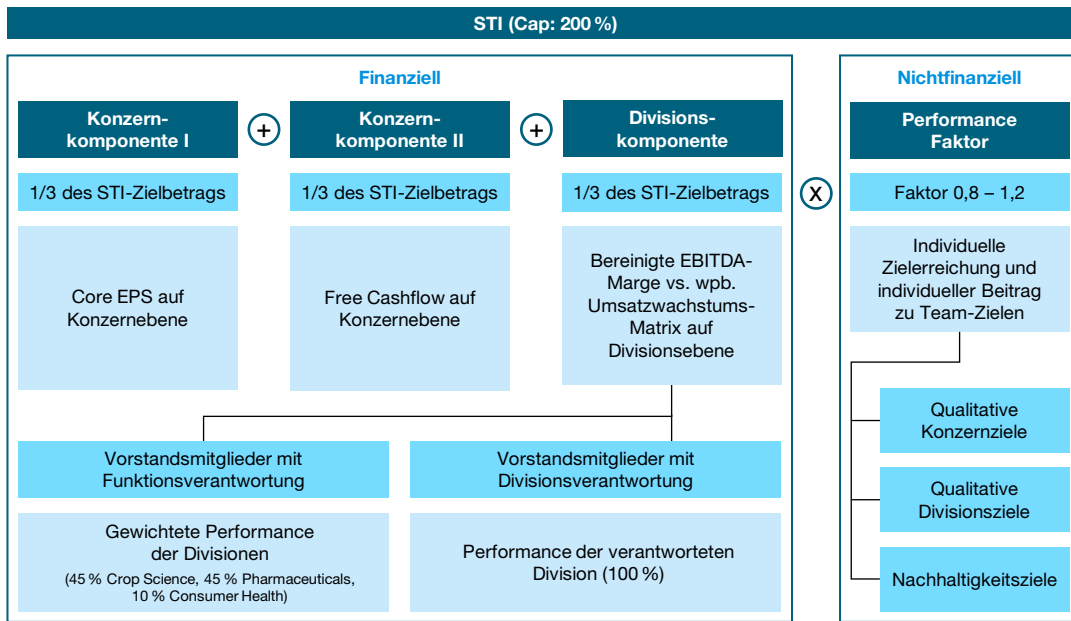 STI (Cap: 200 %)
Finanziell
Konzern-
komponente I
+
Konzern-
komponente II
+
Divisions-
komponente
1/3 des STI-Zielbetrags
1/3 des STI-Zielbetrags
1/3 des STI-Zielbetrags
Core EPS auf
Konzernebene
Free Cashflow auf
Konzernebene
Bereinigte EBITDA-
Marge vs. wpb.
Umsatzwachstums-
Matrix auf
Divisionsebene
Vorstandsmitglieder mit
Funktionsverantwortung
Vorstandsmitglieder mit
Divisionsverantwortung
Gewichtete Performance
der Divisionen
(45 % Crop Science, 45 % Pharmaceuticals,
10 % Consumer Health)
Performance der verantworteten
Division (100 %)
X
Nichtfinanziell
Performance
Faktor
Faktor 0,8 – 1,2
Individuelle
Zielerreichung und
individueller Beitrag
zu Team-Zielen
Qualitative
Konzernziele
Qualitative
Divisionsziele
Nachhaltigkeitsziele